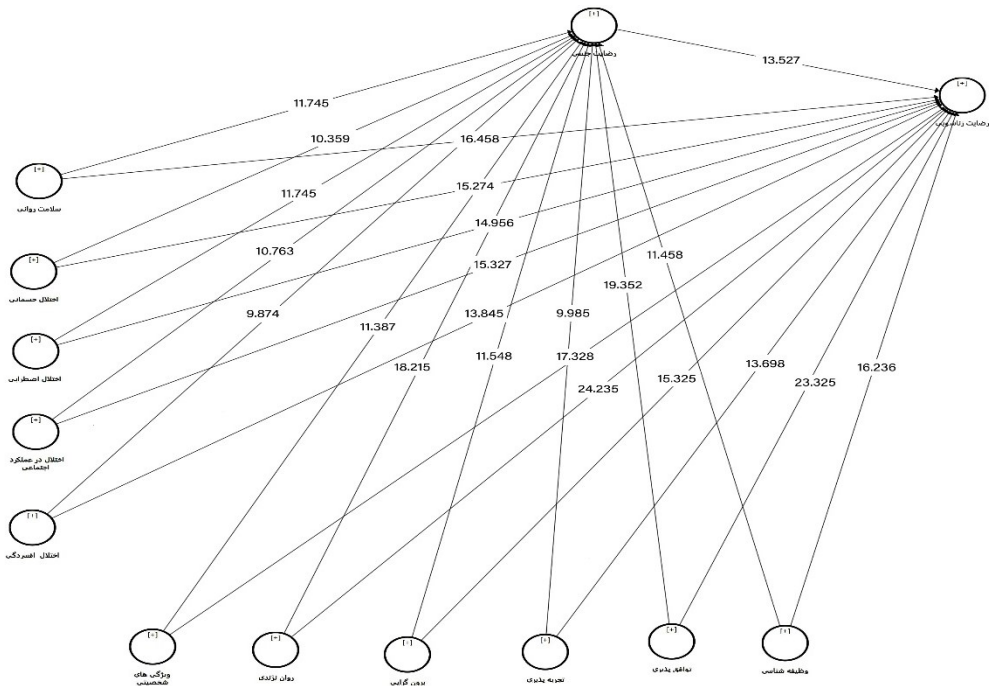 [+]
رضایت جنسی
13.527
[+]
رضایت زناشویی
11.745
10.359
16.458
[+]
سلامت روانی
15.274
11.745
14.956
10.763
11.458
[+]
اختلال جسمانی
15.327
19.352
9.874
13.845
9.985
11.387
[+]
اختلال اضطرابی
11.548
17.328
18.215
13.698
16.236
15.325
23.325
24.235
[+]
اختلال در عملکرد
اجتماعی
[+]
اختلال افسردگی
[+]
ویژگی های
شخصیتی
[+]
روان نژندی
[+]
برون گرایی
[+]
تجربه پذیری
[+]
توافق پذیری
[+]
وظیفه شناسی